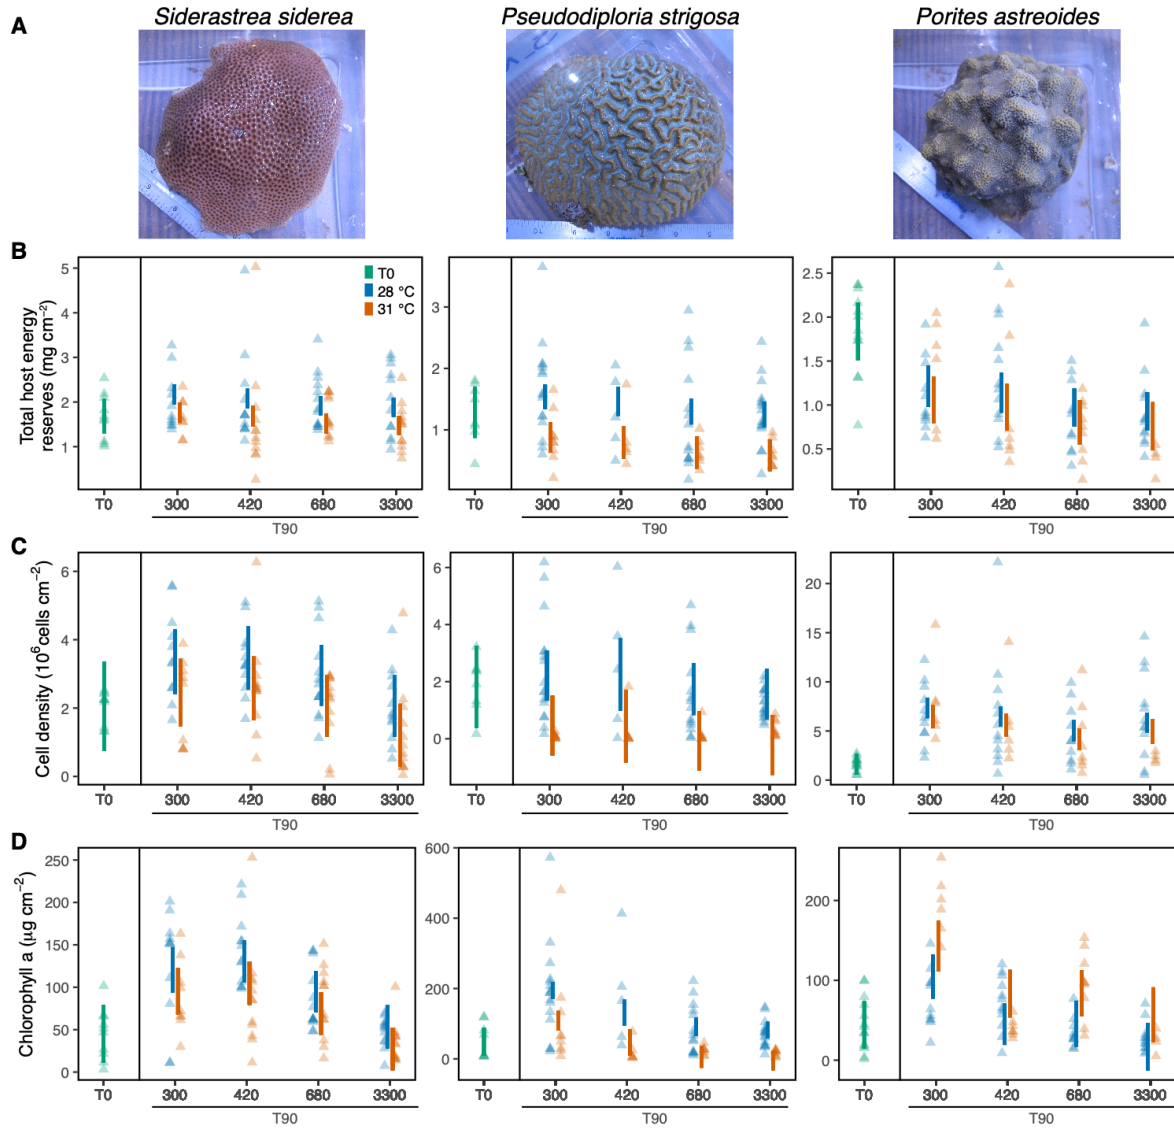 A
Siderastrea siderea
Pseudodiploria strigosa
Porites astreoides
B
Total host energy
reserves (mg cm−2)
5
4
3
2
1
T0
28 °C
31 °C
T0
300
420
680
3300
T90
3
2
1
T0
300
420
680
3300
T90
2.5
2.0
1.5
1.0
0.5
T0
300
420
680
3300
T90
C
Cell density (10⁶cells cm−2)
6
4
2
0
T0
300
420
680
3300
T90
6
4
2
0
T0
300
420
680
3300
T90
20
15
10
5
0
T0
300
420
680
3300
T90
D
Chlorophyll a (µg cm−2)
250
200
150
100
50
0
T0
300
420
680
3300
T90
600
400
200
0
T0
300
420
680
3300
T90
200
100
0
T0
300
420
680
3300
T90